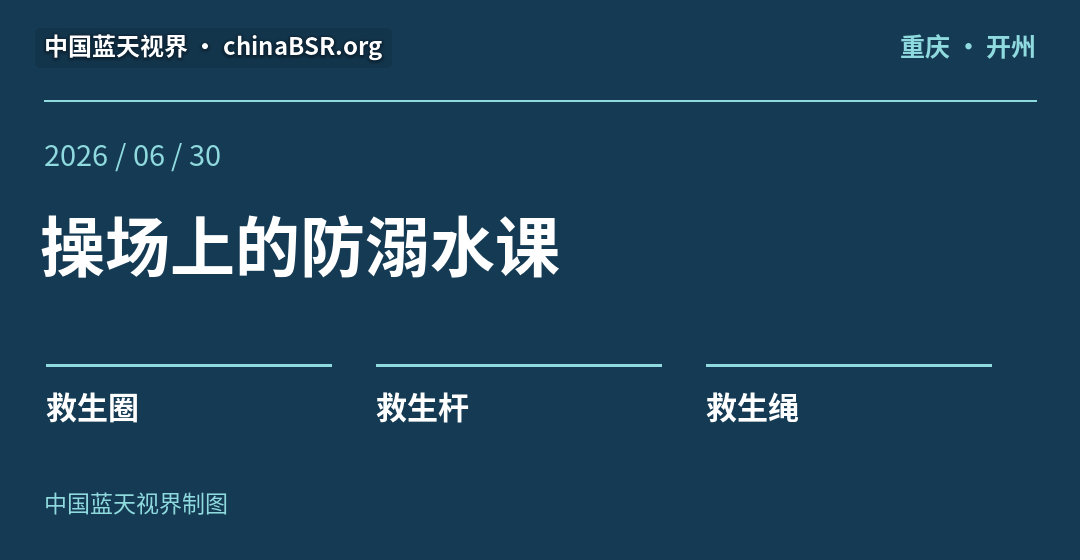 中国蓝天视界 · chinaBSR.org
重庆 · 开州
2026 / 06 / 30
操场上的防溺水课
救生圈
救生杆
救生绳
中国蓝天视界制图